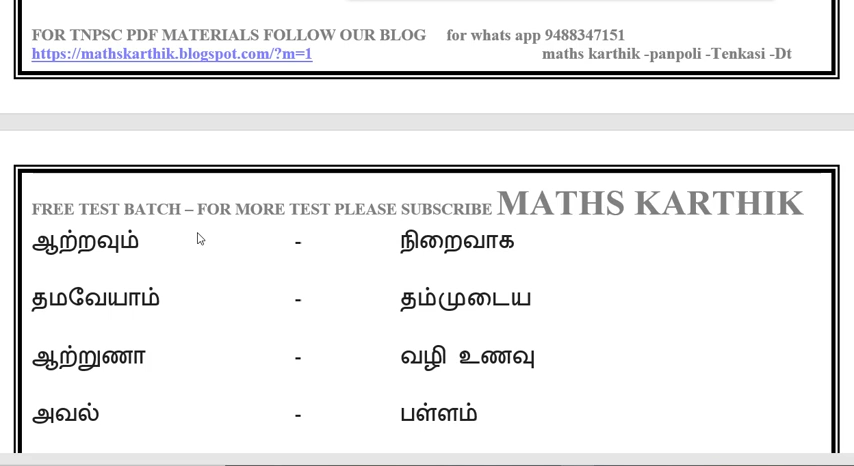 FOR TNPSC PDF MATERIALS FOLLOW OUR BLOG for whats app 9488347151
https://mathskarthik.blogspot.com/?m=1 maths karthik -panpoli -Tenkasi -Dt
FREE TEST BATCH – FOR MORE TEST PLEASE SUBSCRIBE MATHS KARTHIK
ஆற்றவும் - நிறைவாக
தமவேயாம் - தம்முடைய
ஆற்றுணா - வழி உணவு
அவல் - பள்ளம்